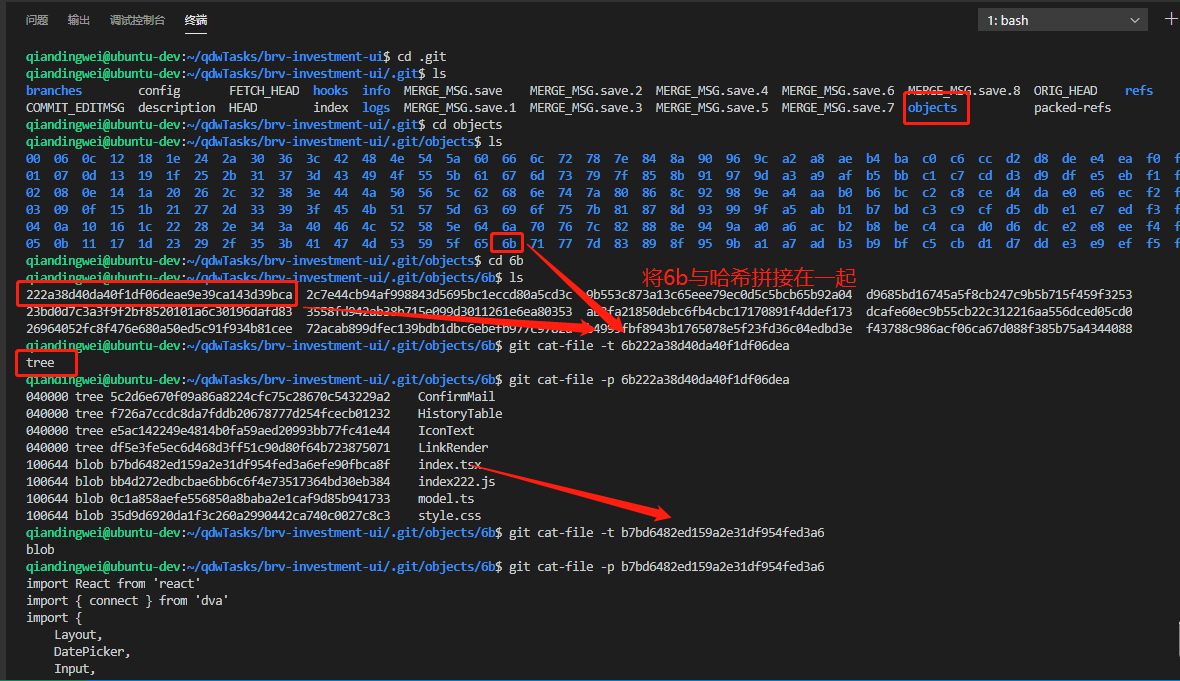 问题 输出 调试控制台 终端 1: bash
qiandingwei@ubuntu-dev:~/qdwTasks/brv-investment-ui$ cd .git
qiandingwei@ubuntu-dev:~/qdwTasks/brv-investment-ui/.git$ ls
branches config FETCH_HEAD hooks info MERGE_MSG.save MERGE_MSG.save.2 MERGE_MSG.save.4 MERGE_MSG.save.6 MERGE_MSG.save.8 ORIG_HEAD refs
COMMIT_EDITMSG description HEAD index logs MERGE_MSG.save.1 MERGE_MSG.save.3 MERGE_MSG.save.5 MERGE_MSG.save.7 objects packed-refs
qiandingwei@ubuntu-dev:~/qdwTasks/brv-investment-ui/.git$ cd objects
qiandingwei@ubuntu-dev:~/qdwTasks/brv-investment-ui/.git/objects$ ls
00 06 0c 12 18 1e 24 2a 30 36 3c 42 48 4e 54 5a 60 66 6c 72 78 7e 84 8a 90 96 9c a2 a8 ae b4 ba c0 c6 cc d2 d8 de e4 ea f0
01 07 0d 13 19 1f 25 2b 31 37 3d 43 49 4f 55 5b 61 67 6d 73 79 7f 85 8b 91 97 9d a3 a9 af b5 bb c1 c7 cd d3 d9 df e5 eb f1
02 08 0e 14 1a 20 26 2c 32 38 3e 44 4a 50 56 5c 62 68 6e 74 7a 80 86 8c 92 98 9e a4 aa b0 b6 bc c2 c8 ce d4 da e0 e6 ec f2
03 09 0f 15 1b 21 27 2d 33 39 3f 45 4b 51 57 5d 63 69 6f 75 7b 81 87 8d 93 99 9f a5 ab b1 b7 bd c3 c9 cf d5 db e1 e7 ed f3
04 0a 10 16 1c 22 28 2e 34 3a 40 46 4c 52 58 5e 64 6a 70 76 7c 82 88 8e 94 9a a0 a6 ac b2 b8 be c4 ca d0 d6 dc e2 e8 ee f4
05 0b 11 17 1d 23 29 2f 35 3b 41 47 4d 53 59 5f 65 6b 71 77 7d 83 89 8f 95 9b a1 a7 ad b3 b9 bf c5 cb d1 d7 dd e3 e9 ef f5
qiandingwei@ubuntu-dev:~/qdwTasks/brv-investment-ui/.git/objects$ cd 6b
qiandingwei@ubuntu-dev:~/qdwTasks/brv-investment-ui/.git/objects/6b$ ls
将6b与哈希拼接在一起
222a38d40da40f1df06deae9e39ca143d39bca 2c7e44cb94af998843d5695bc1eccd80a5cd3c 9b553c873a13c65eee79ec0d5c5bcb65b92a04 d9685bd16745a5f8cb247c9b5b715f459f3253
23bd0d7c3a3f9f2bf8520101a6c30196dafd83 dcafe60ec9b55cb22c312216aa556dced05cd0
26964052fc8f476e680a50ed5c91f934b81cee f43788c986acf06ca67d088f385b75a4344088
qiandingwei@ubuntu-dev:~/qdwTasks/brv-investment-ui/.git/objects/6b$ git cat-file -t 6b222a38d40da40f1df06dea
tree
qiandingwei@ubuntu-dev:~/qdwTasks/brv-investment-ui/.git/objects/6b$ git cat-file -p 6b222a38d40da40f1df06dea
040000 tree 5c2d6e670f09a86a8224cfc75c28670c543229a2 ConfirmMail
040000 tree f726a7ccdc8da7fddb20678777d254fcecb01232 HistoryTable
040000 tree e5ac142249e4814b0fa59aed20993bb77fc41e44 IconText
040000 tree df5e3fe5ec6d468d3ff51c90d80f64b723875071 LinkRender
100644 blob b7bd6482ed159a2e31df954fed3a6efe90fbca8f index.tsx
100644 blob bb4d272edbcbae6bb6c6f4e73517364bd30eb384 index222.js
100644 blob 0c1a858aefe556850a8baba2e1caf9d85b941733 model.ts
100644 blob 35d9d6920da1f3c260a2990442ca740c0027c8c3 style.css
qiandingwei@ubuntu-dev:~/qdwTasks/brv-investment-ui/.git/objects/6b$ git cat-file -t b7bd6482ed159a2e31df954fed3a6
blob
qiandingwei@ubuntu-dev:~/qdwTasks/brv-investment-ui/.git/objects/6b$ git cat-file -p b7bd6482ed159a2e31df954fed3a6
import React from 'react'
import { connect } from 'dva'
import {
Layout,
DatePicker,
Input,